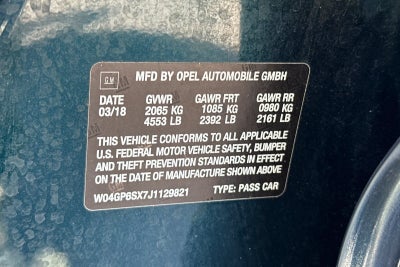 GM
MFD BY OPEL AUTOMOBILE GMBH
DATE GVWR GAWR FRT GAWR RR
03/18 2065 KG 1085 KG 0980 KG
4553 LB 2392 LB 2161 LB
THIS VEHICLE CONFORMS TO ALL APPLICABLE
U.S. FEDERAL MOTOR VEHICLE SAFETY, BUMPER
AND THEFT PREVENTION STANDARDS IN EFFECT
ON THE DATE OF MANUFACTURE SHOWN ABOVE
W04GP6SX7J1129821 TYPE: PASS CAR